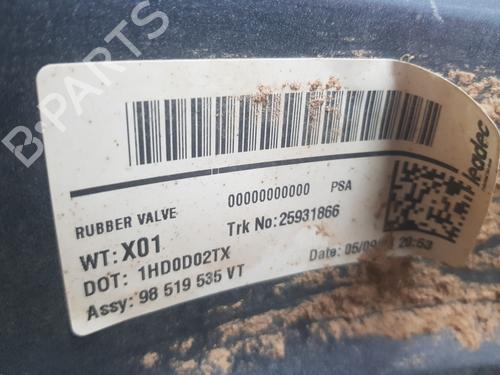 B-PARTS
RUBBER VALVE 00000000000 PSA
WT: X01 Trk No: 25931866
DOT: 1HD0D02TX Date: 05/09 20:53
Assy: 98 519 535 VT